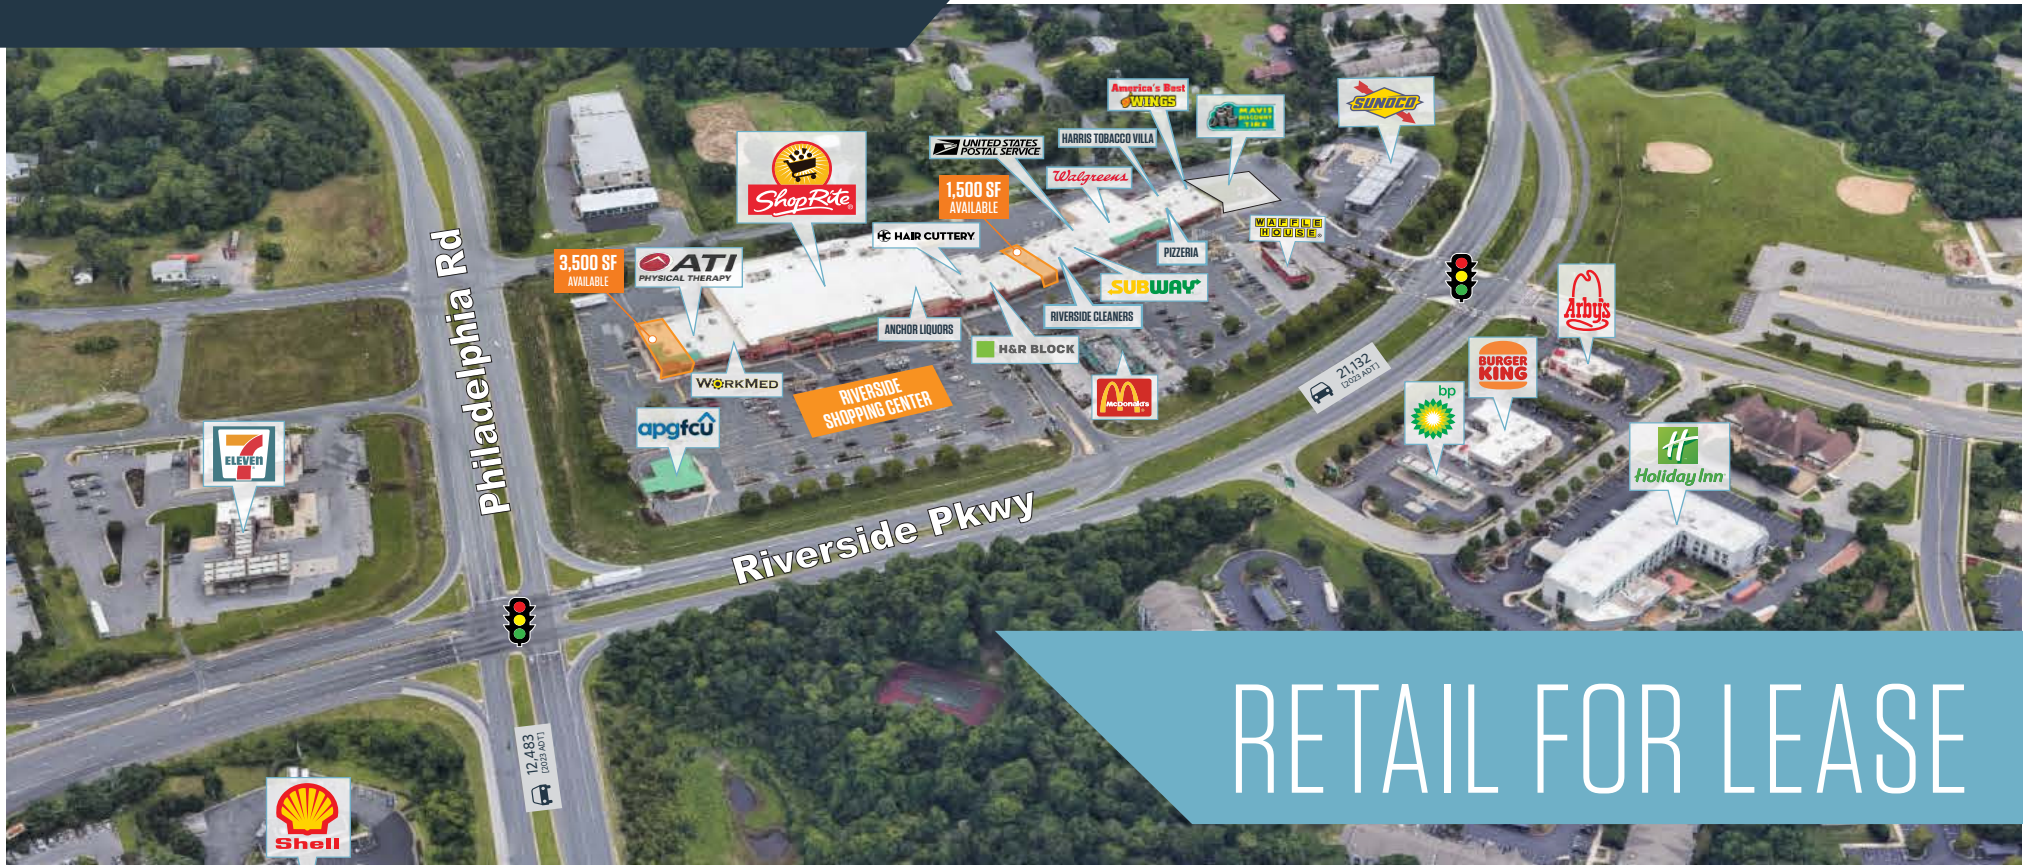 America's Best
WINGS
MAVIS
DISCOUNT
TIRE
SUNOCO
UNITED STATES
POSTAL SERVICE
HARRIS TOBACCO VILLA
ShopRite
Walgreens
1,500 SF
AVAILABLE
HC HAIR CUTTERY
WAFFLE
HOUSE
PIZZERIA
3,500 SF
AVAILABLE
ATI
PHYSICAL THERAPY
SUBWAY
Philadelphia Rd
ANCHOR LIQUORS
RIVERSIDE CLEANERS
Arby's
H&R BLOCK
WORKMED
RIVERSIDE
SHOPPING CENTER
McDonald's
21,132
[2023 ADT]
BURGER
KING
bp
apgfcu
7
ELEVEN
H
Holiday Inn
Riverside Pkwy
12,483
[2023 ADT]
Shell
RETAIL FOR LEASE